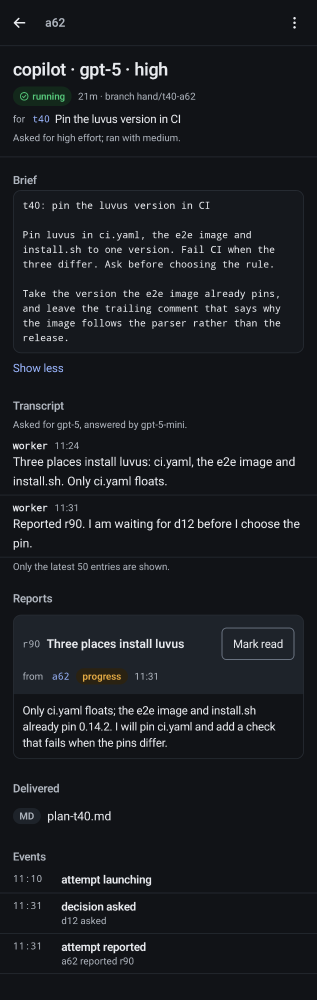 a62
copilot · gpt-5 · high
running 21m · branch hand/t40-a62
for t40 Pin the luvus version in CI
Asked for high effort; ran with medium.
Brief
t40: pin the luvus version in CI
Pin luvus in ci.yaml, the e2e image and
install.sh to one version. Fail CI when the
three differ. Ask before choosing the rule.
Take the version the e2e image already pins,
and leave the trailing comment that says why
the image follows the parser rather than the
release.
Show less
Transcript
Asked for gpt-5, answered by gpt-5-mini.
worker 11:24
Three places install luvus: ci.yaml, the e2e image and
install.sh. Only ci.yaml floats.
worker 11:31
Reported r90. I am waiting for d12 before I choose the
pin.
Only the latest 50 entries are shown.
Reports
r90 Three places install luvus Mark read
from a62 progress 11:31
Only ci.yaml floats; the e2e image and install.sh
already pin 0.14.2. I will pin ci.yaml and add a check
that fails when the pins differ.
Delivered
MD plan-t40.md
Events
11:10 attempt launching
11:31 decision asked
d12 asked
11:31 attempt reported
a62 reported r90